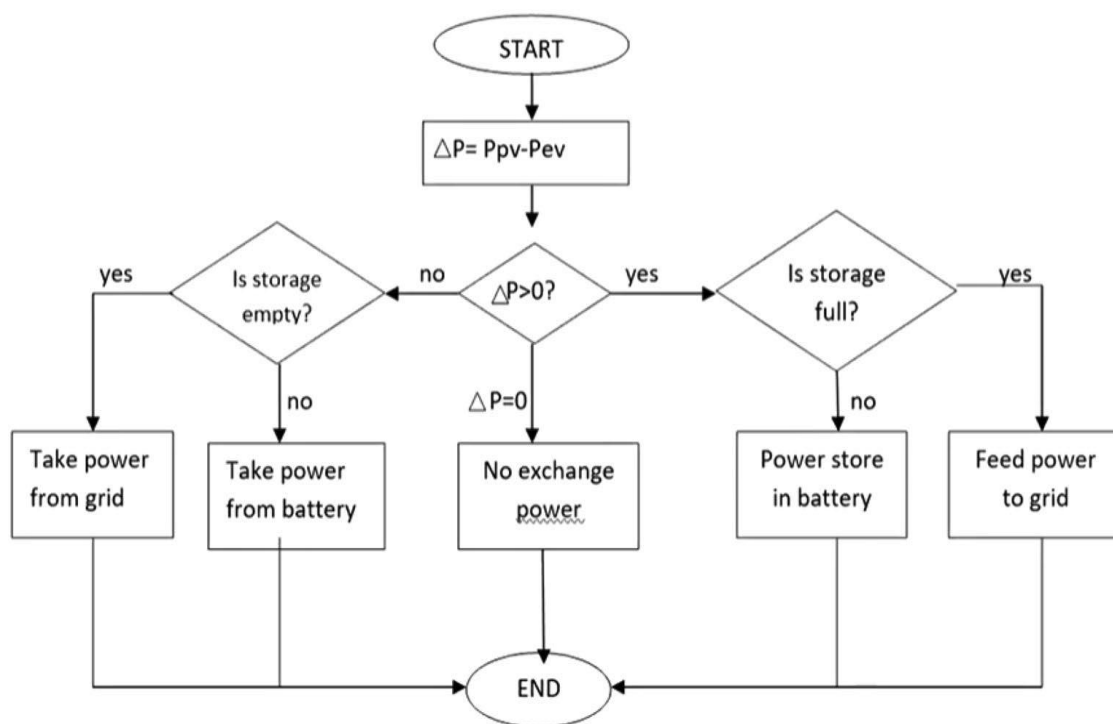 START
△P= Ppv-Pev
yes
Is storage
empty?
no
△P>0?
yes
Is storage
full?
yes
no
△P=0
no
Take power
from grid
Take power
from battery
No exchange
power
Power store
in battery
Feed power
to grid
END